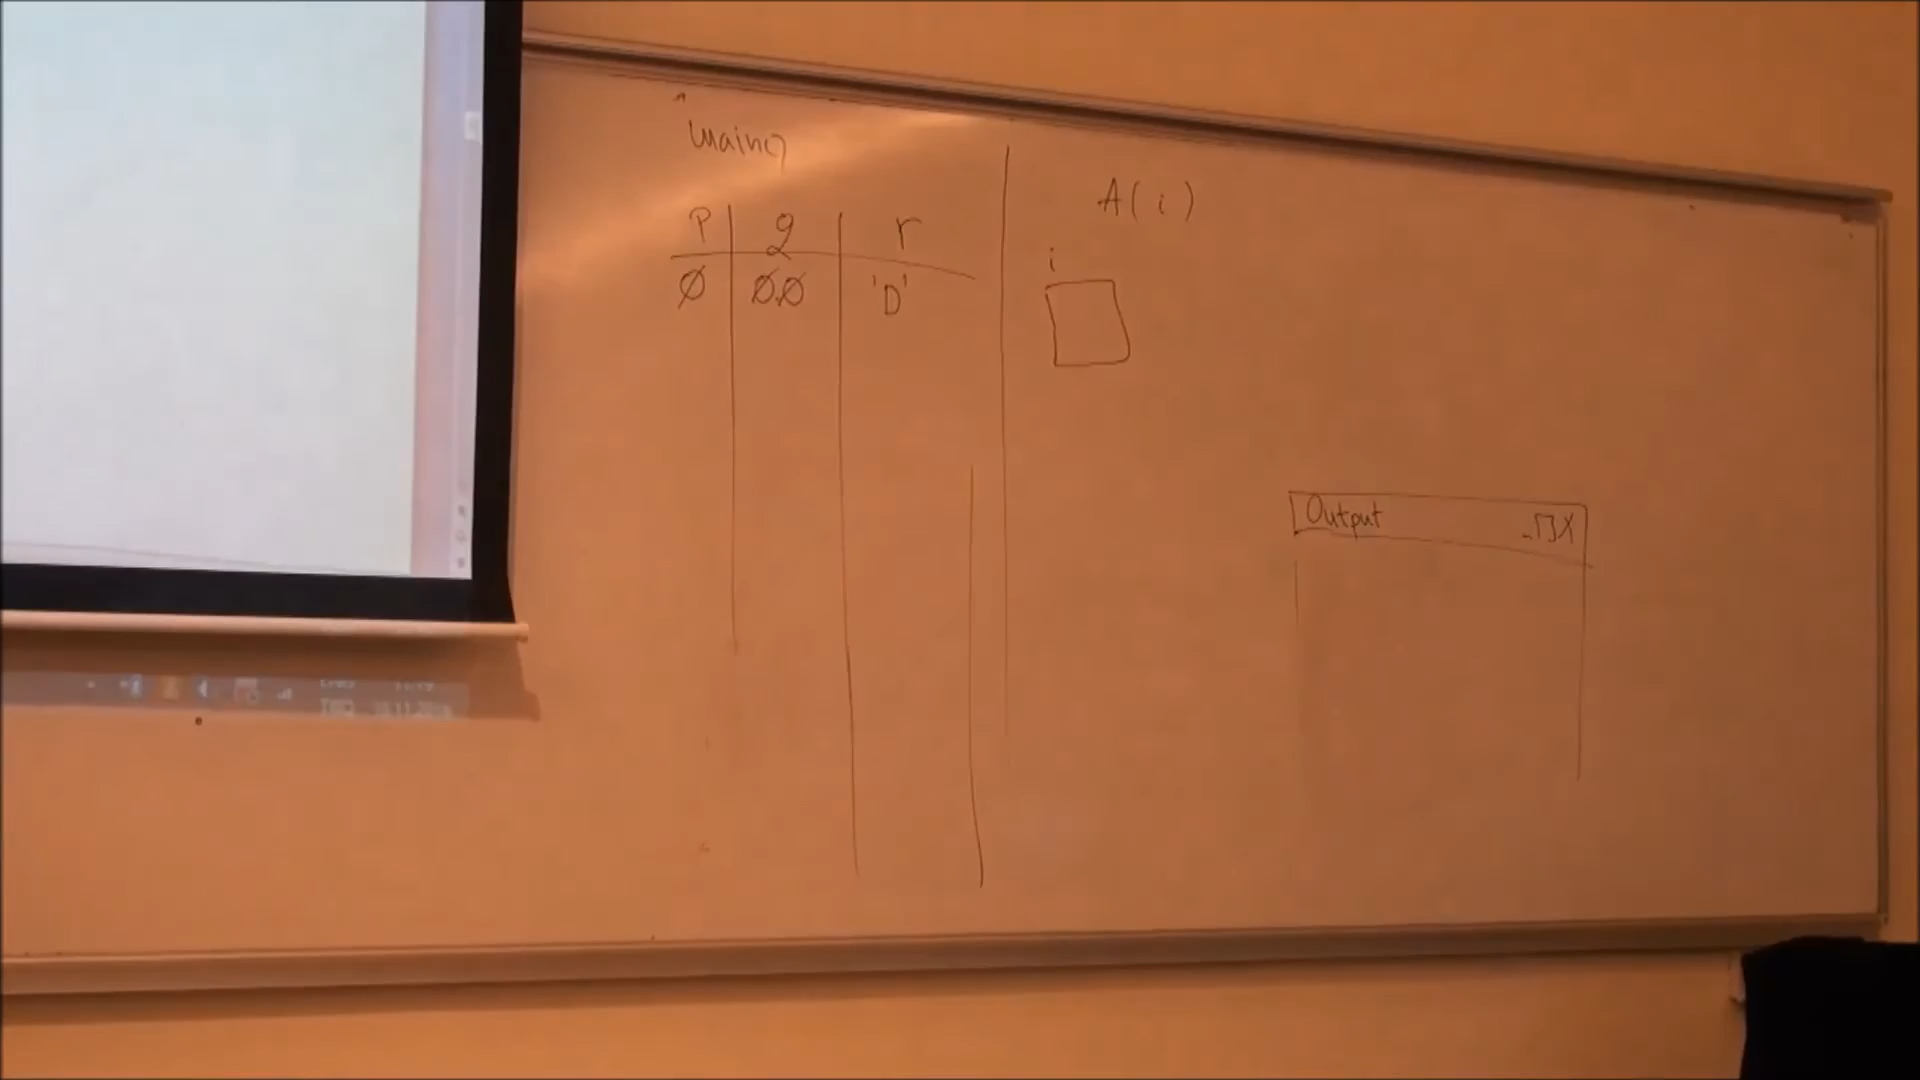 main()
A(i)
P q r
i
Ø Ø.Ø 'D'
Output _ X